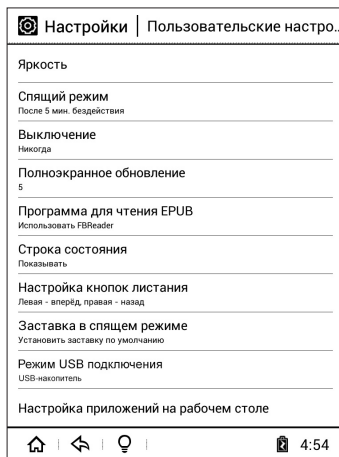 Настройки | Пользовательские настро..
Яркость
Спящий режим
После 5 мин. бездействия
Выключение
Никогда
Полноэкранное обновление
5
Программа для чтения EPUB
Использовать FBReader
Строка состояния
Показывать
Настройка кнопок листания
Левая - вперёд, правая - назад
Заставка в спящем режиме
Установить заставку по умолчанию
Режим USB подключения
USB-накопитель
Настройка приложений на рабочем столе
4:54